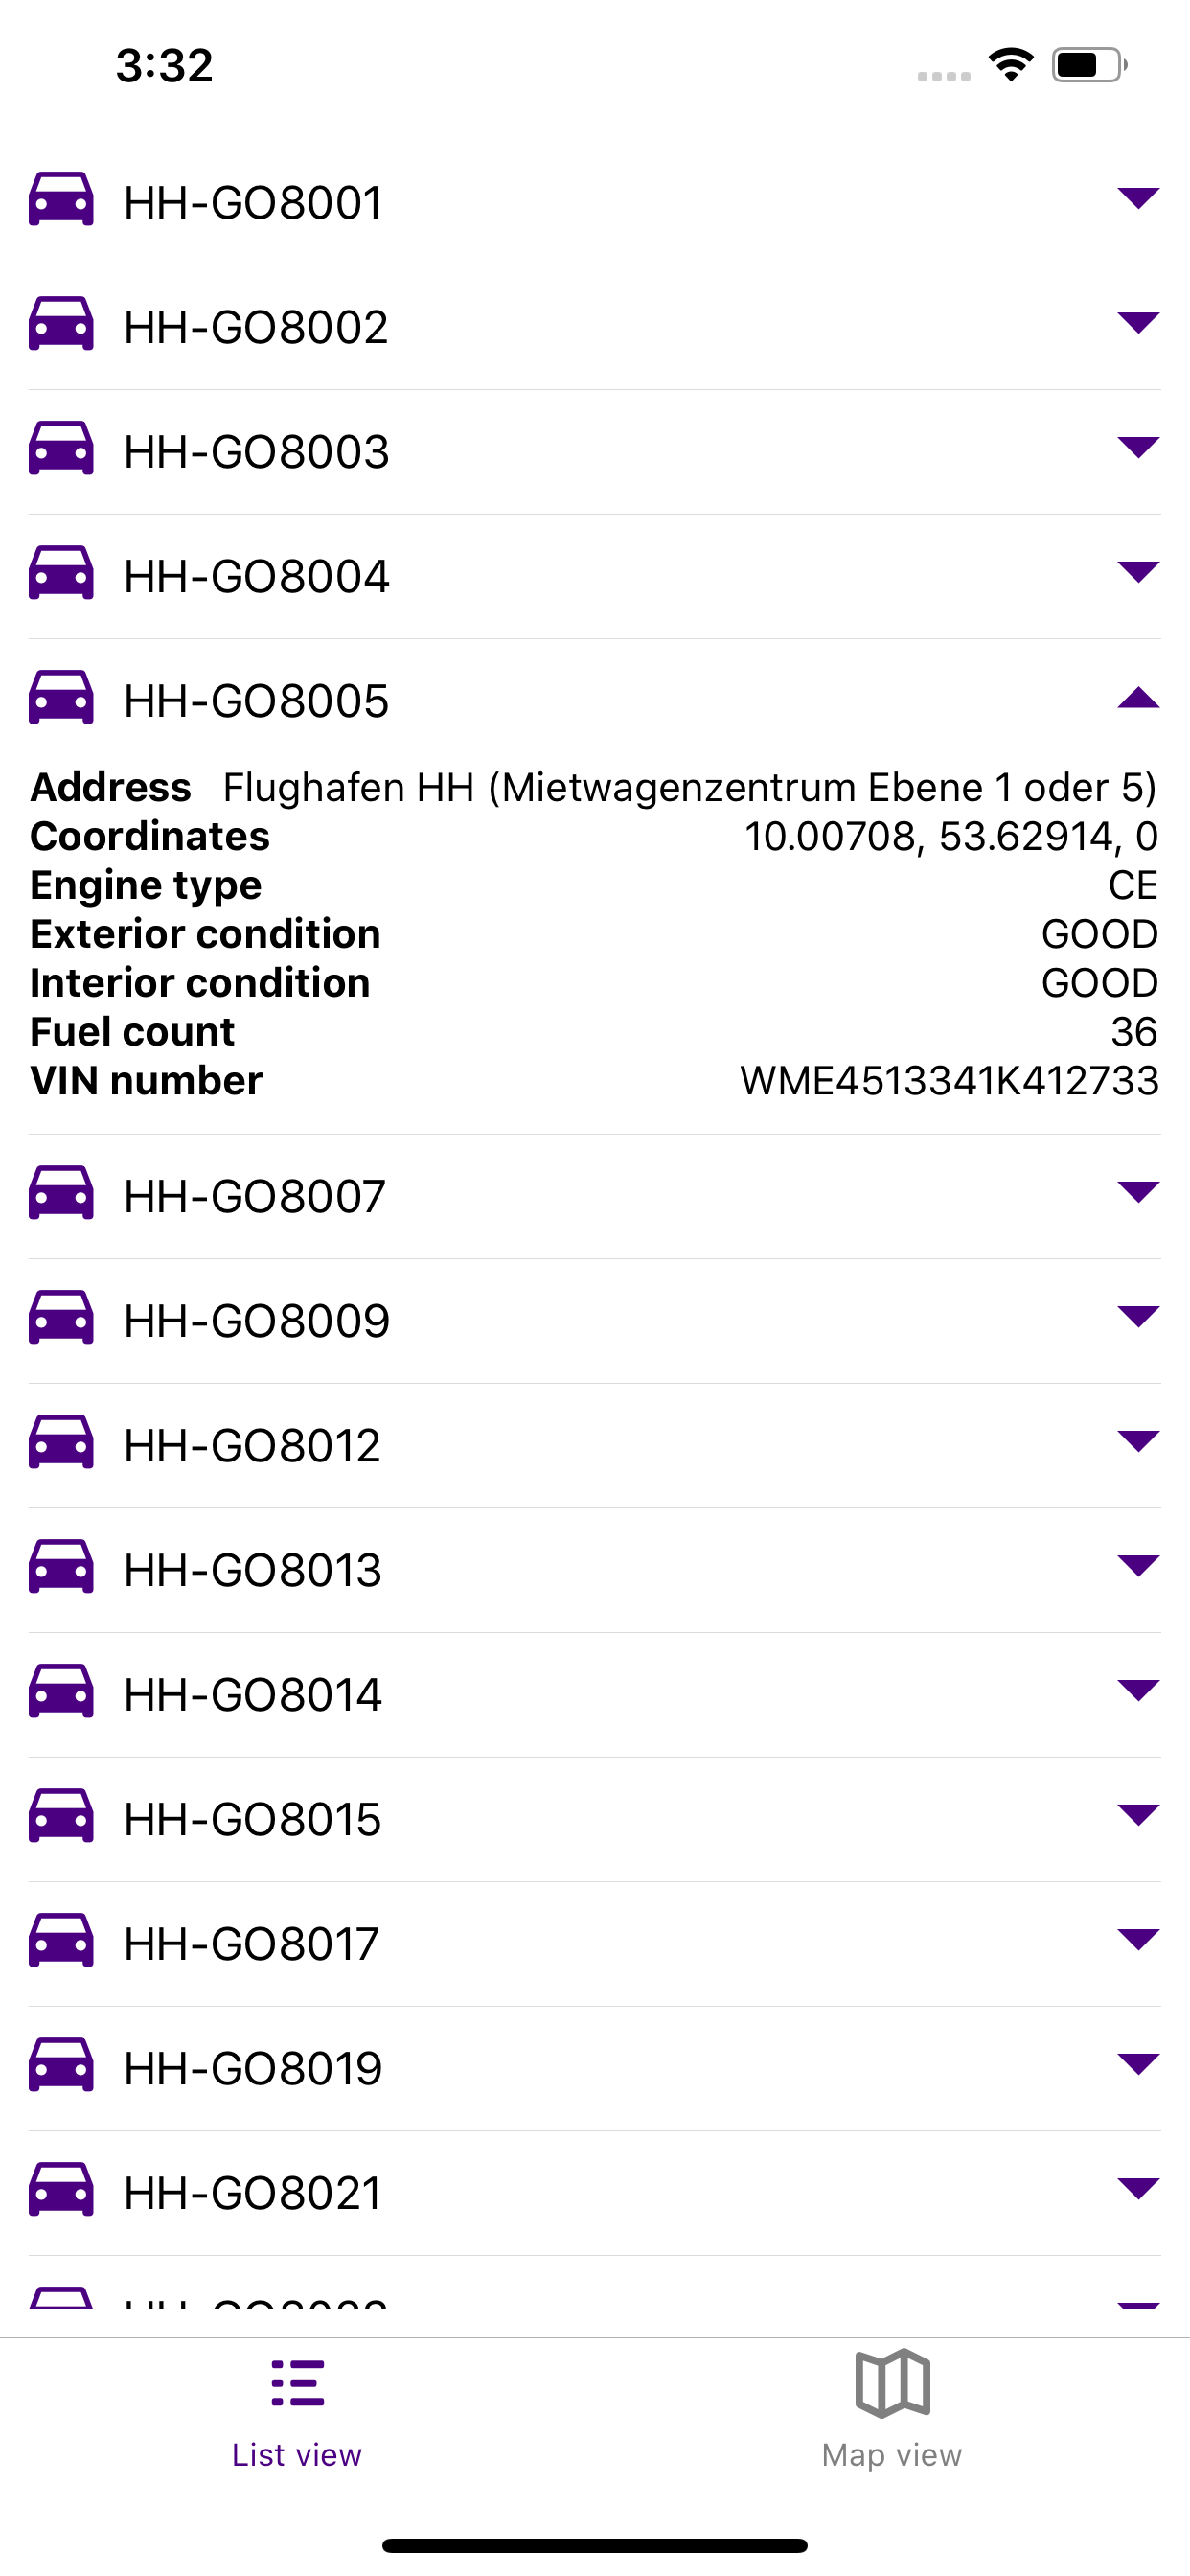 3:32
HH-GO8001
HH-GO8002
HH-GO8003
HH-GO8004
HH-GO8005
Address Flughafen HH (Mietwagenzentrum Ebene 1 oder 5)
Coordinates 10.00708, 53.62914, 0
Engine type CE
Exterior condition GOOD
Interior condition GOOD
Fuel count 36
VIN number WME4513341K412733
HH-GO8007
HH-GO8009
HH-GO8012
HH-GO8013
HH-GO8014
HH-GO8015
HH-GO8017
HH-GO8019
HH-GO8021
List view Map view